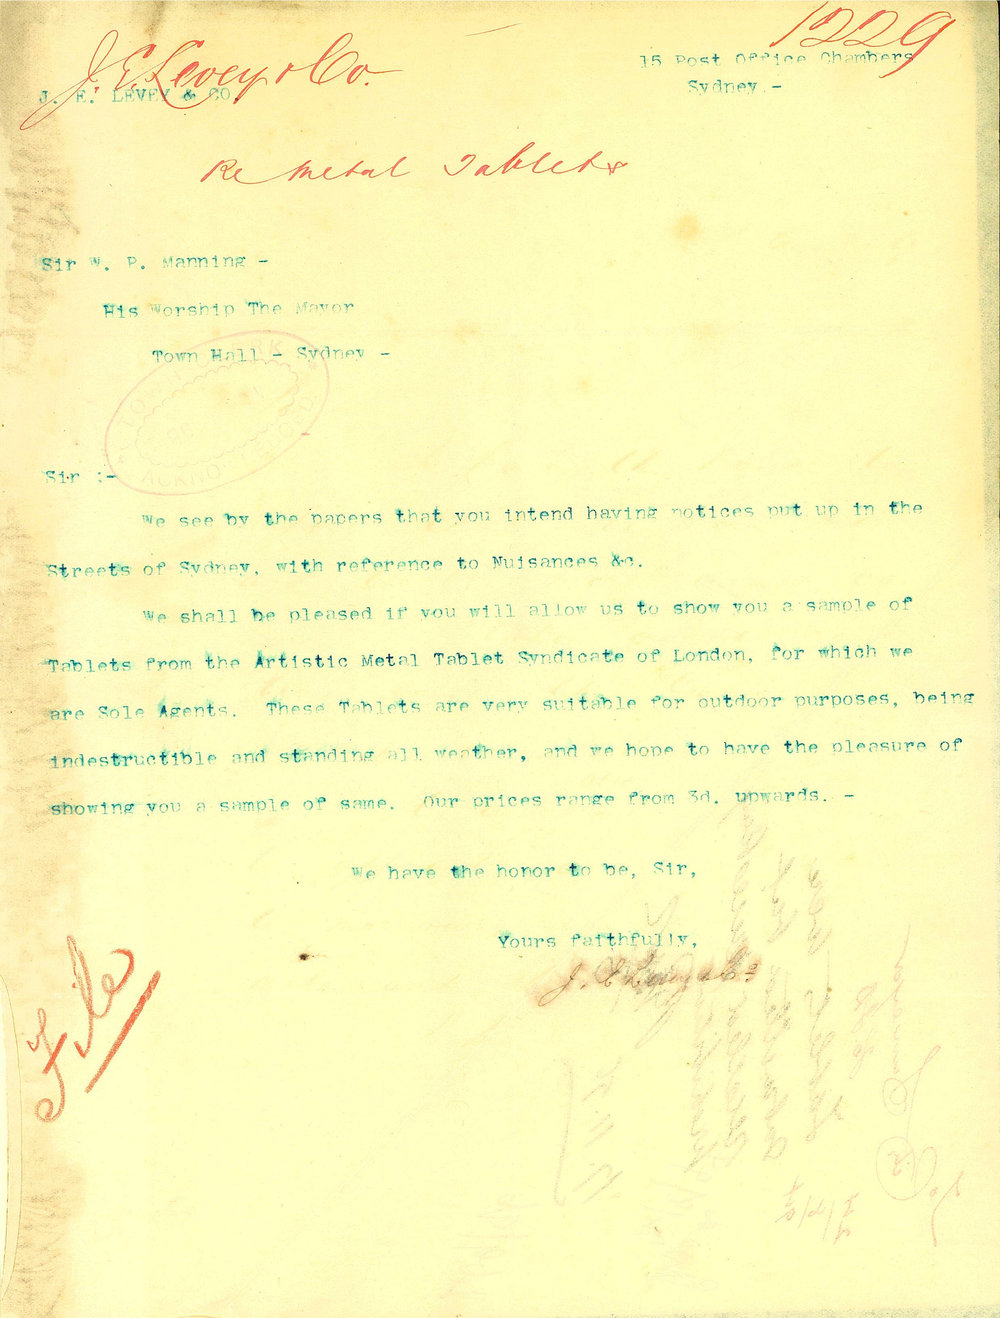 1229
J. E. Levey & Co.
15 Post Office Chambers
J. E. LEVEY & CO.
Sydney.-
Re Metal Tablets
Sir W. P. Manning -
His Worship The Mayor
Town Hall - Sydney -
TOWN CLERK
ACKNOWLEDGED
Sir :-
We see by the papers that you intend having notices put up in the
Streets of Sydney, with reference to Nuisances &c.
We shall be pleased if you will allow us to show you a sample of
Tablets from the Artistic Metal Tablet Syndicate of London, for which we
are Sole Agents. These Tablets are very suitable for outdoor purposes, being
indestructible and standing all weather, and we hope to have the pleasure of
showing you a sample of same. Our prices range from 3d. upwards. -
We have the honor to be, Sir,
Yours faithfully,
J. E. Levey & Co
File